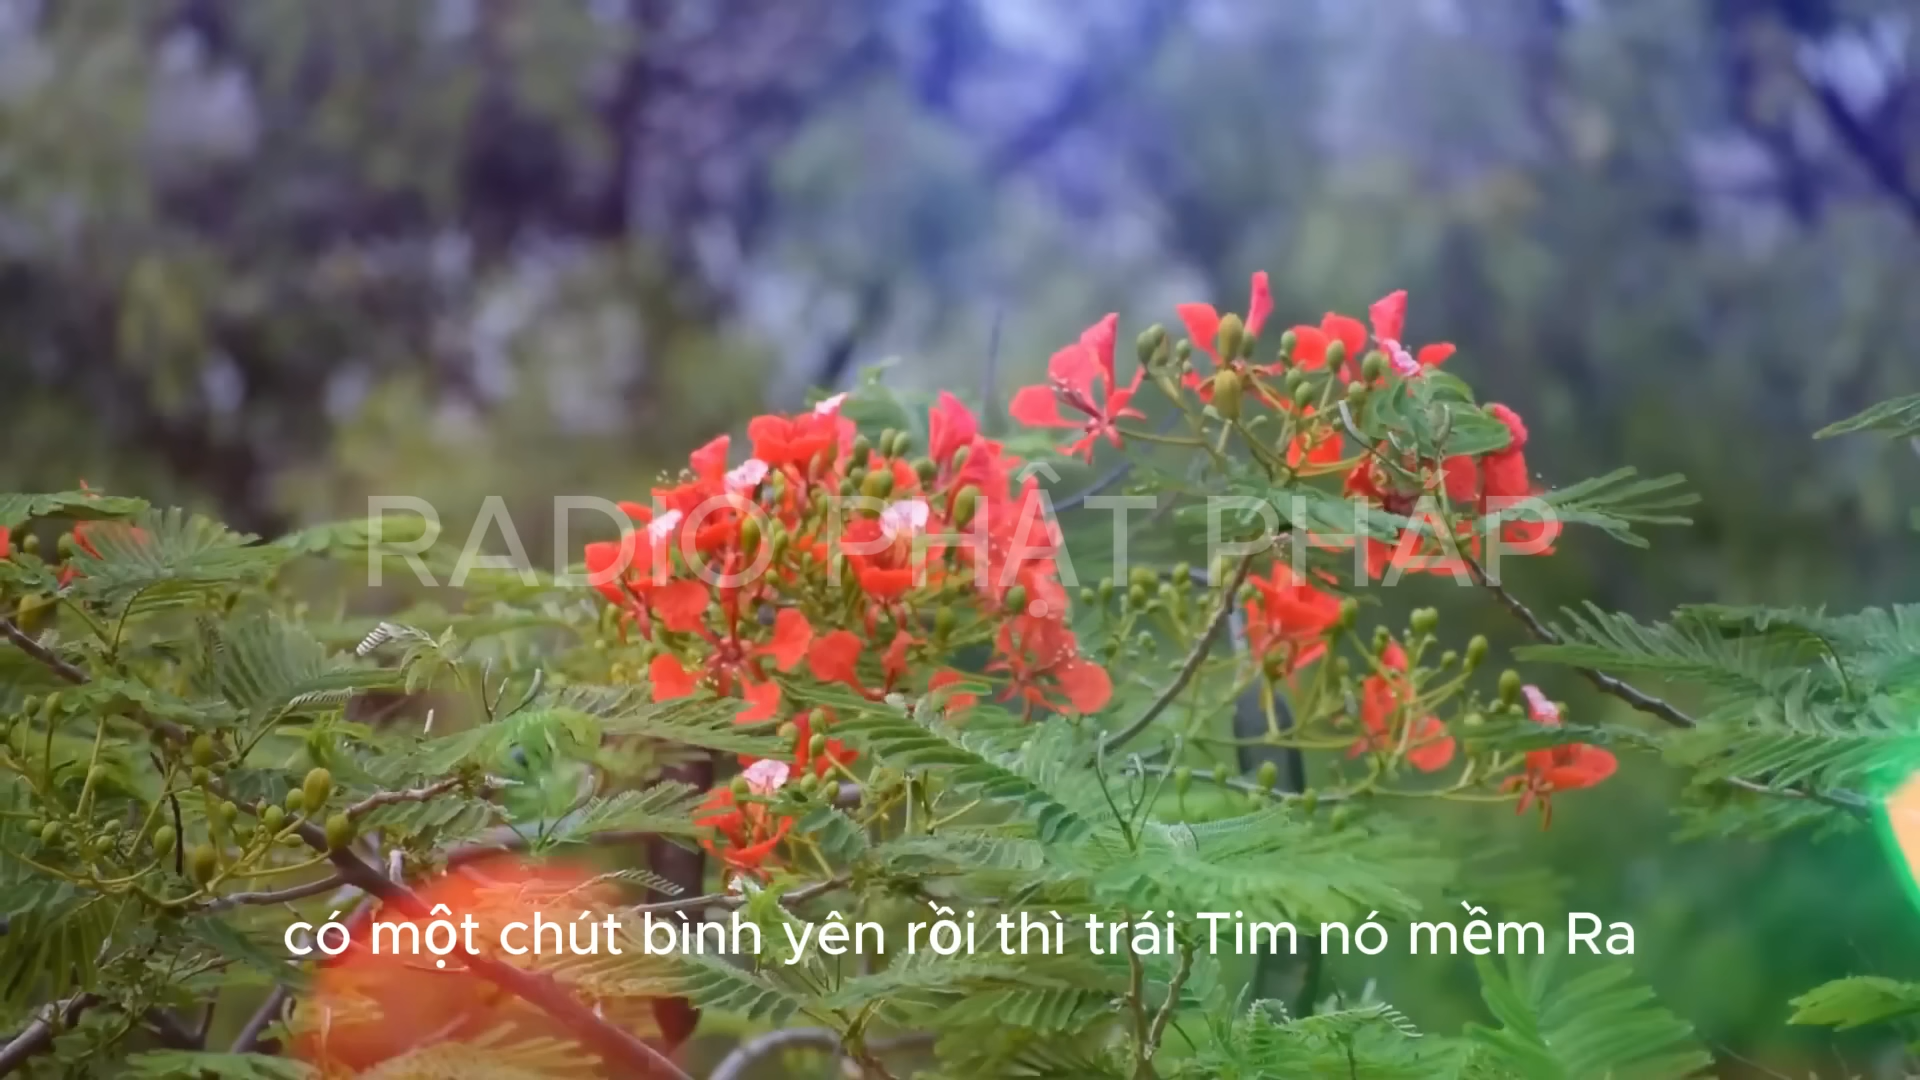 RADIO PHẬT PHÁP
có một chút bình yên rồi thì trái Tim nó mềm Ra